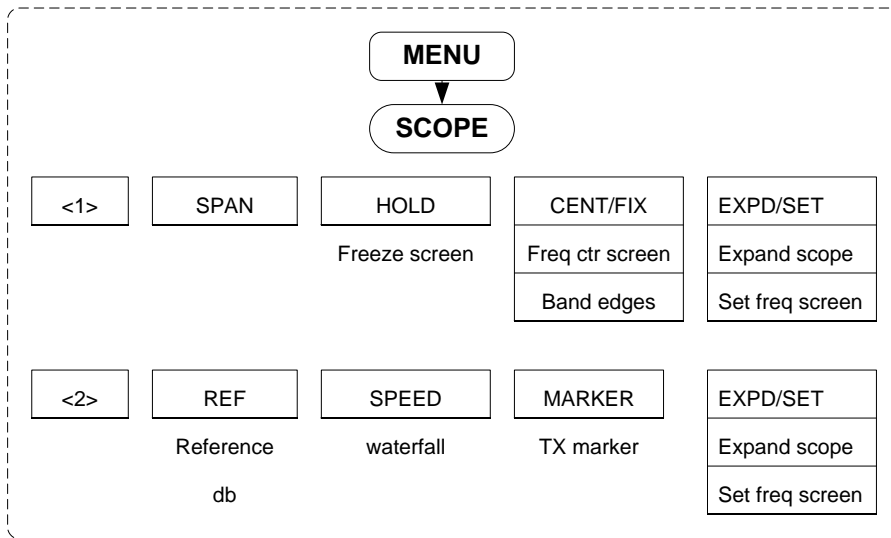 MENU
SCOPE
<1> SPAN HOLD CENT/FIX EXPD/SET
Freeze screen Freq ctr screen Expand scope
Band edges Set freq screen
<2> REF SPEED MARKER EXPD/SET
Reference waterfall TX marker Expand scope
db Set freq screen